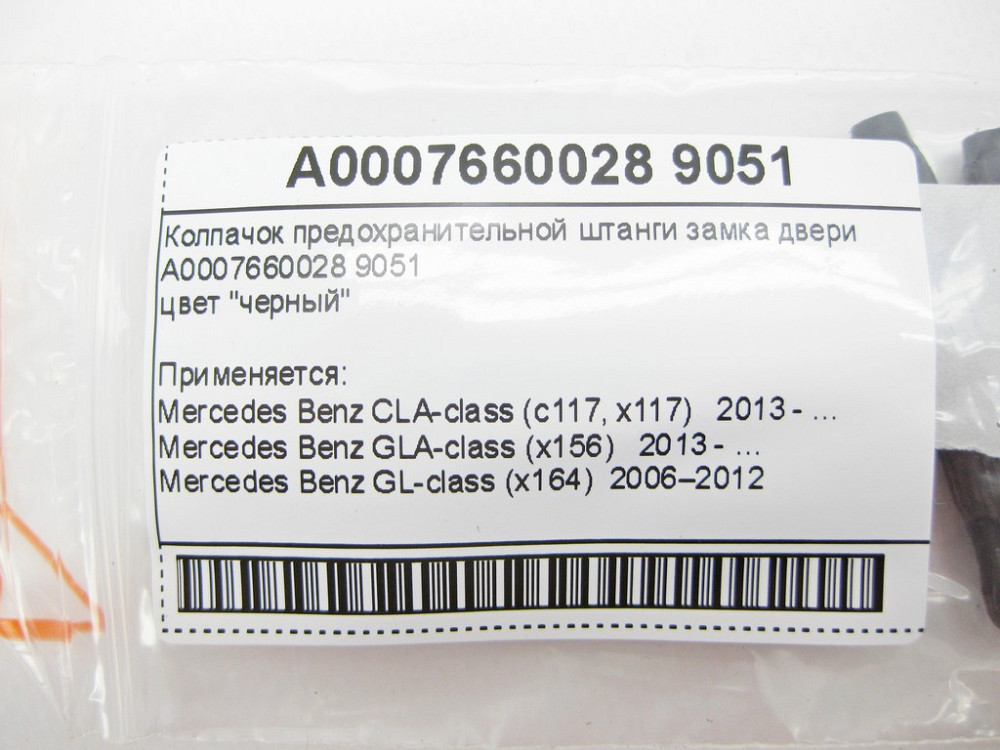 A0007660028 9051
Колпачок предохранительной штанги замка двери
A0007660028 9051
цвет "черный"
Применяется:
Mercedes Benz CLA-class (c117, x117) 2013 - ...
Mercedes Benz GLA-class (x156) 2013 - ...
Mercedes Benz GL-class (x164) 2006–2012